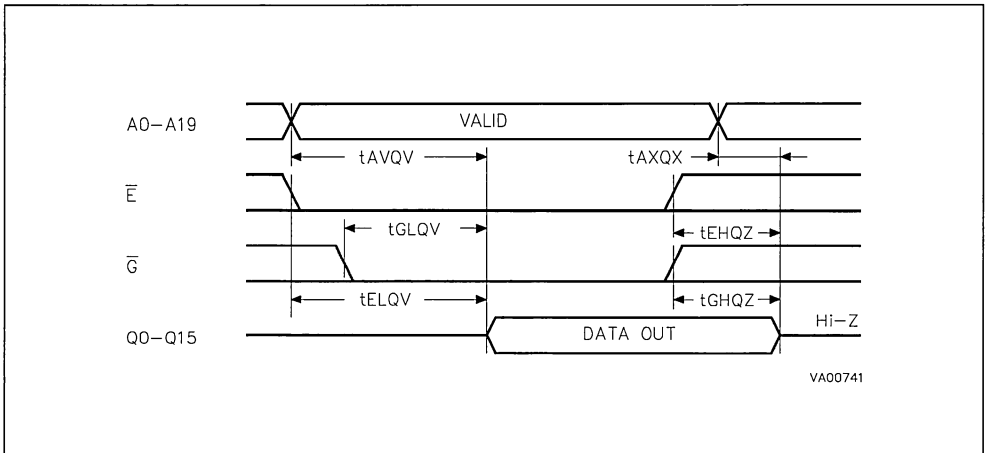 A0-A19
VALID
tAVQV
tAXQX
E
tGLQV
tEHQZ
G
tELQV
tGHQZ
Q0-Q15
DATA OUT
Hi-Z
VA00741